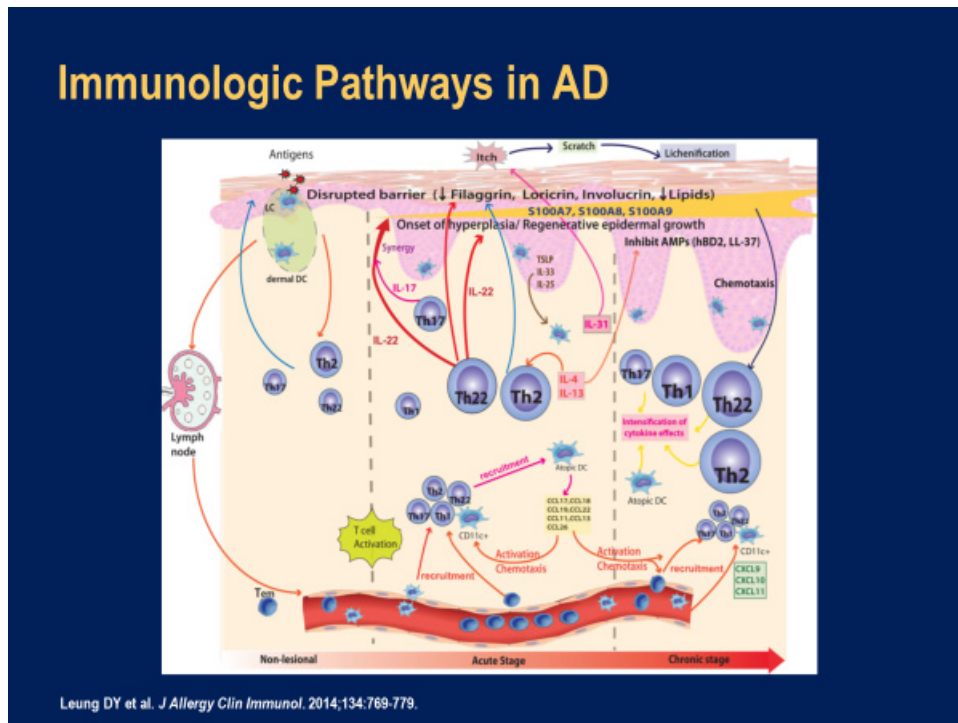 Immunologic Pathways in AD
Antigens
Itch
Scratch
Lichenification
Disrupted barrier (↓ Filaggrin, Loricrin, Involucrin, ↓ Lipids)
S100A7, S100A8, S100A9
Onset of hyperplasia/ Regenerative epidermal growth
Inhibit AMPs (hBD2, LL-37)
LC
dermal DC
Synergy
IL-17
Th17
IL-22
IL-22
TSLP
IL-33
IL-25
IL-31
Chemotaxis
Th2
Th17
Th22
Th1
Th22
Th2
IL-4
IL-13
Th17
Th1
Th22
Th2
Intensification of
cytokine effects
Atopic DC
Lymph
node
T cell
Activation
Th2
Th22
Th17
Th1
CD11c+
recruitment
Atopic DC
CCL17,CCL18
CCL19,CCL22
CCL11,CCL13
CCL26
Activation
Chemotaxis
Activation
Chemotaxis
recruitment
recruitment
Th2
Th22
Th17
Th1
CD11c+
CXCL9
CXCL10
CXCL11
Tem
Non-lesional
Acute Stage
Chronic stage
Leung DY et al. J Allergy Clin Immunol. 2014;134:769-779.